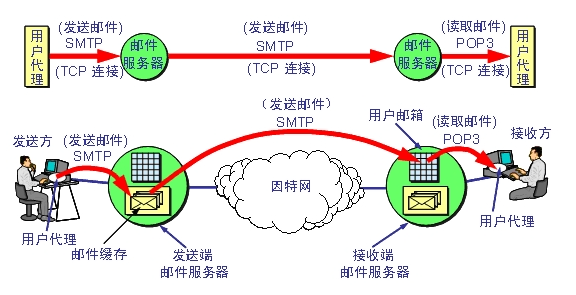 用户代理
(发送邮件)
SMTP
(TCP 连接)
邮件
服务器
(发送邮件)
SMTP
(TCP 连接)
邮件
服务器
(读取邮件)
POP3
(TCP 连接)
用户代理
发送方
(发送邮件)
SMTP
(发送邮件)
SMTP
用户邮箱
(读取邮件)
POP3
接收方
因特网
用户代理
邮件缓存
发送端
邮件服务器
接收端
邮件服务器
用户代理